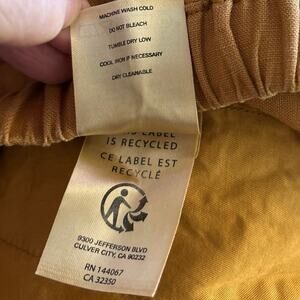 MACHINE WASH COLD
DO NOT BLEACH
TUMBLE DRY LOW
COOL IRON IF NECESSARY
DRY CLEANABLE
LABEL
IS RECYCLED
CE LABEL EST
RECYCLÉ
9300 JEFFERSON BLVD
CULVER CITY, CA 90232
RN 144067
CA 32350